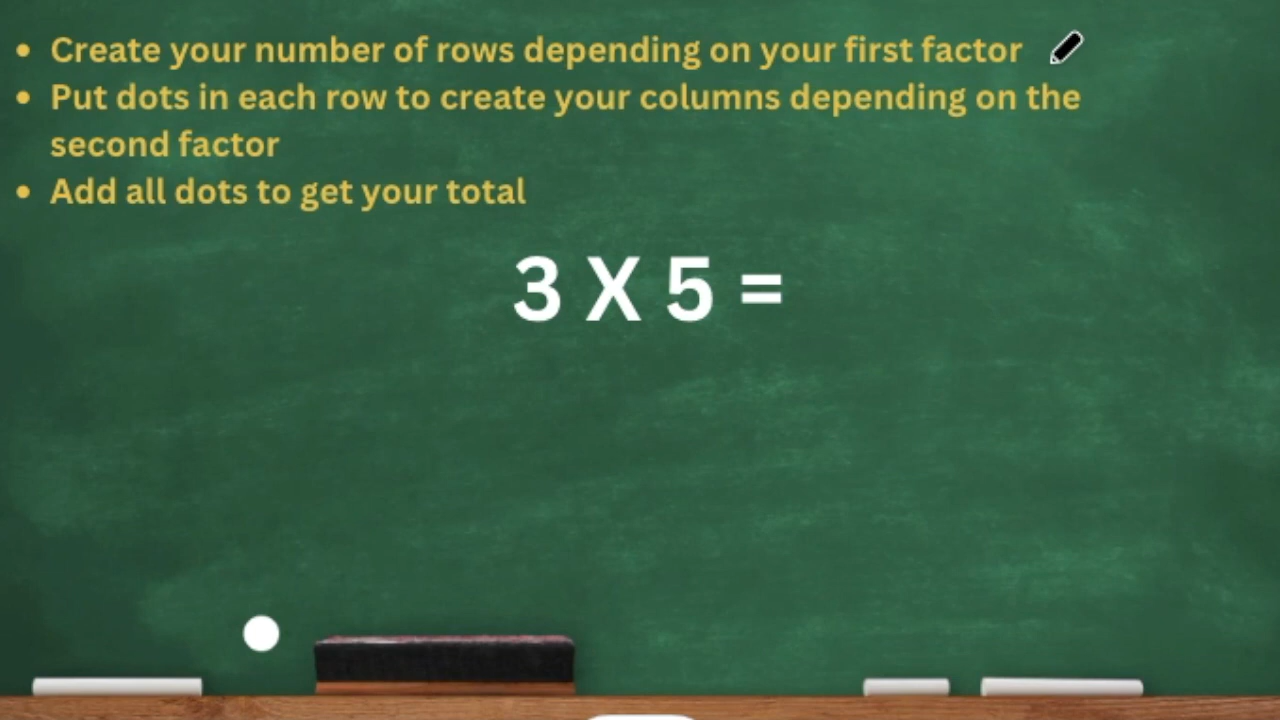 • Create your number of rows depending on your first factor
• Put dots in each row to create your columns depending on the
second factor
• Add all dots to get your total
3 X 5 =